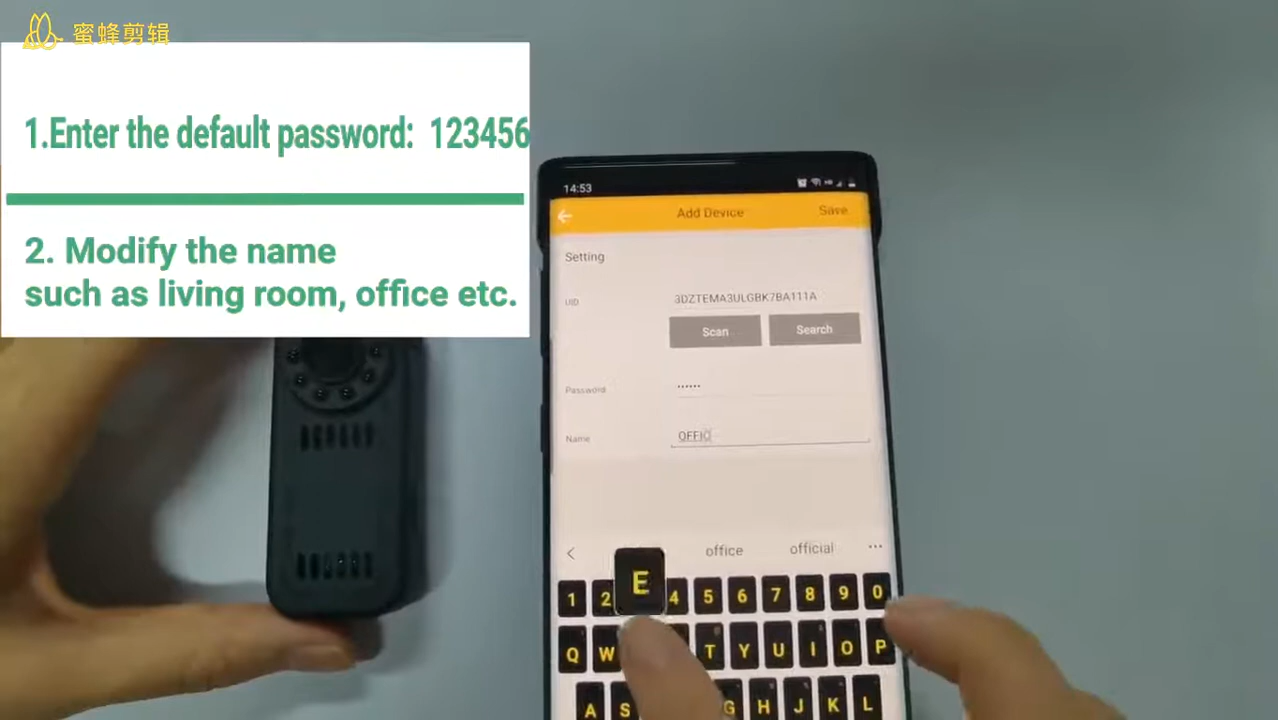 蜜蜂剪辑
1.Enter the default password: 123456
2. Modify the name
such as living room, office etc.
14:53
Add Device
Save
Setting
UID
3DZTEMA3ULGBK7BA111A
Scan
Search
Password
••••••
Name
OFFIC
office
official
...
E
1 2 4 5 6 7 8 9 0
Q W T Y U I O P
A S G H J K L